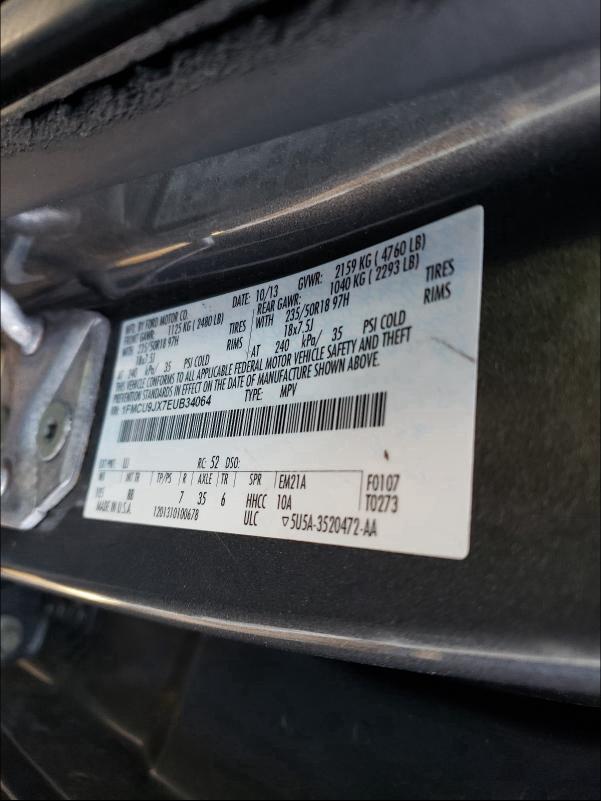 MFD. BY FORD MOTOR CO. DATE: 10/13 GVWR: 2159 KG ( 4760 LB)
FRONT GAWR: 1125 KG ( 2480 LB) REAR GAWR: 1040 KG ( 2293 LB)
WITH 235/50R18 97H TIRES WITH 235/50R18 97H TIRES
18x7.5J RIMS 18x7.5J RIMS
AT 240 kPa/ 35 PSI COLD AT 240 kPa/ 35 PSI COLD
THIS VEHICLE CONFORMS TO ALL APPLICABLE FEDERAL MOTOR VEHICLE SAFETY AND THEFT
PREVENTION STANDARDS IN EFFECT ON THE DATE OF MANUFACTURE SHOWN ABOVE.
VIN: 1FMCU9JX7EUB34064 TYPE: MPV
EXT PNT: UJ RC: 52 DSO:
WB INT TR TP/PS R AXLE TR SPR EM21A F0107
BB 7 35 6 HHCC 10A T0273
MADE IN U.S.A. 1201310100678 ULC ▽5U5A-3520472-AA